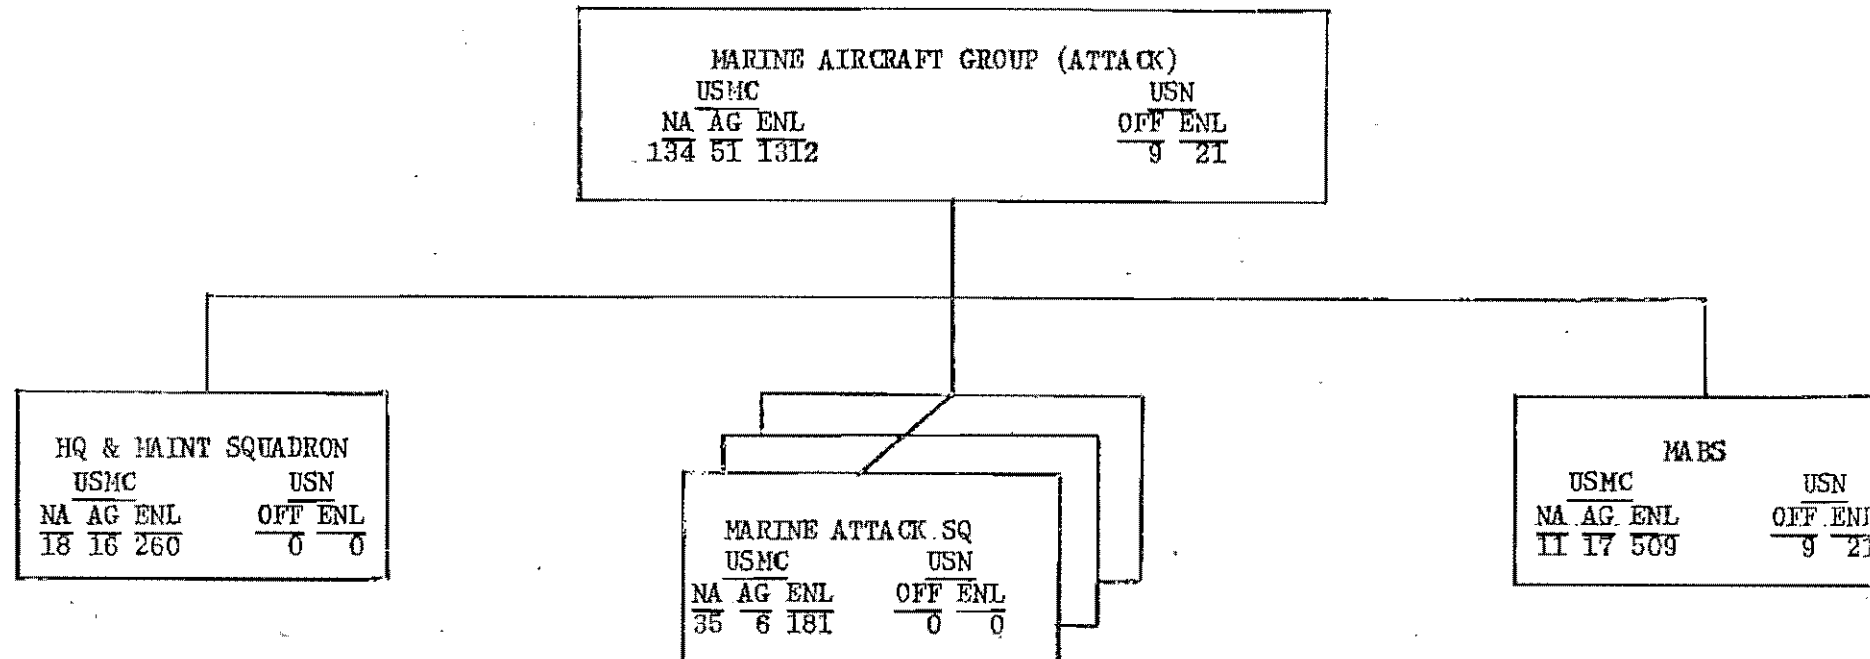 MARINE AIRCRAFT GROUP (ATTACK)
USMC USN
NA AG ENL OFF ENL
134 51 1312 9 21
HQ & MAINT SQUADRON
USMC USN
NA AG ENL OFF ENL
18 16 260 0 0
MARINE ATTACK SQ
USMC USN
NA AG ENL OFF ENL
35 6 181 0 0
MABS
USMC USN
NA AG ENL OFF ENL
11 17 509 9 21